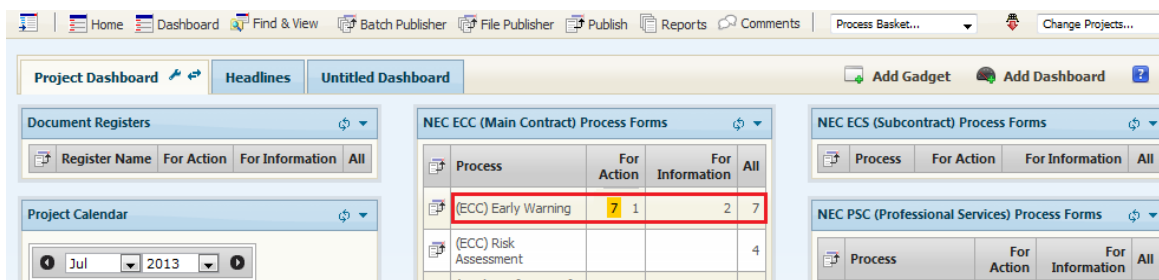 Home Dashboard Find & View Batch Publisher File Publisher Publish Reports Comments Process Basket... Change Projects...
Project Dashboard Headlines Untitled Dashboard Add Gadget Add Dashboard ?
Document Registers
Register Name For Action For Information All
Project Calendar
Jul 2013
NEC ECC (Main Contract) Process Forms
Process For Action For Information All
(ECC) Early Warning 7 1 2 7
(ECC) Risk
Assessment 4
NEC ECS (Subcontract) Process Forms
Process For Action For Information All
NEC PSC (Professional Services) Process Forms
Process For Action For Information All